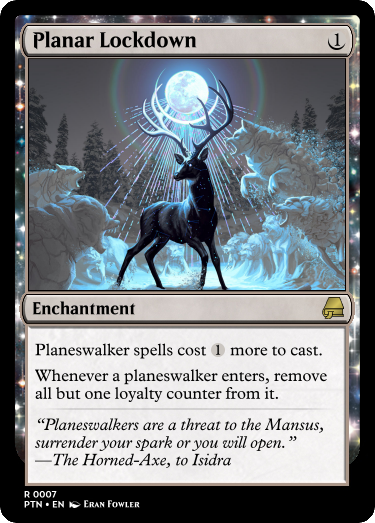 Planar Lockdown 1
Enchantment
Planeswalker spells cost 1 more to cast.
Whenever a planeswalker enters, remove
all but one loyalty counter from it.
“Planeswalkers are a threat to the Mansus,
surrender your spark or you will open.”
—The Horned-Axe, to Isidra
R 0007
PTN • EN Eran Fowler